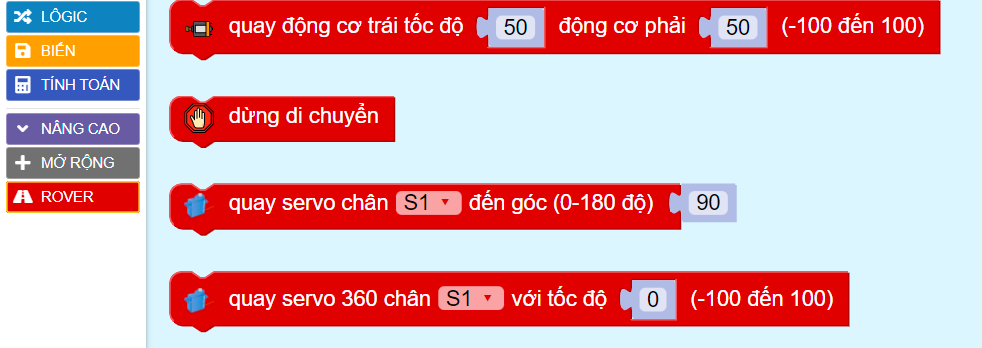 LÔGIC
BIẾN
TÍNH TOÁN
NÂNG CAO
MỞ RỘNG
ROVER
quay động cơ trái tốc độ 50 động cơ phải 50 (-100 đến 100)
dừng di chuyển
quay servo chân S1 đến góc (0-180 độ) 90
quay servo 360 chân S1 với tốc độ 0 (-100 đến 100)